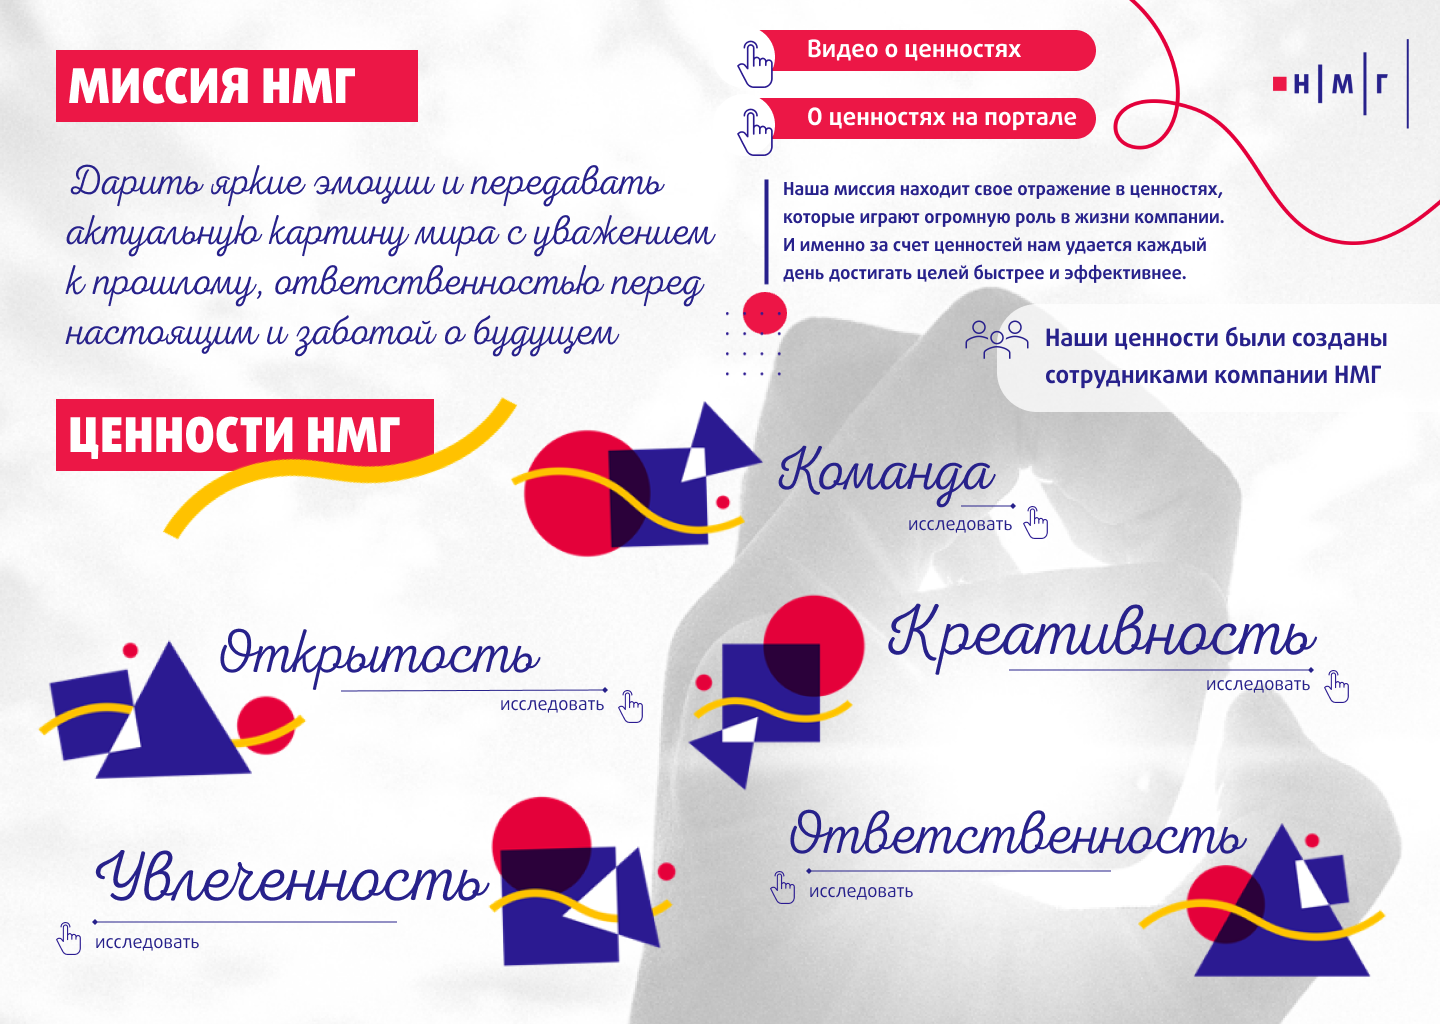 МИССИЯ НМГ
Дарить яркие эмоции и передавать
актуальную картину мира с уважением
к прошлому, ответственностью перед
настоящим и заботой о будущем
Видео о ценностях
О ценностях на портале
Н М Г
Наша миссия находит свое отражение в ценностях,
которые играют огромную роль в жизни компании.
И именно за счет ценностей нам удается каждый
день достигать целей быстрее и эффективнее.
Наши ценности были созданы
сотрудниками компании НМГ
ЦЕННОСТИ НМГ
Команда
исследовать
Открытость
исследовать
Креативность
исследовать
Увлеченность
исследовать
Ответственность
исследовать